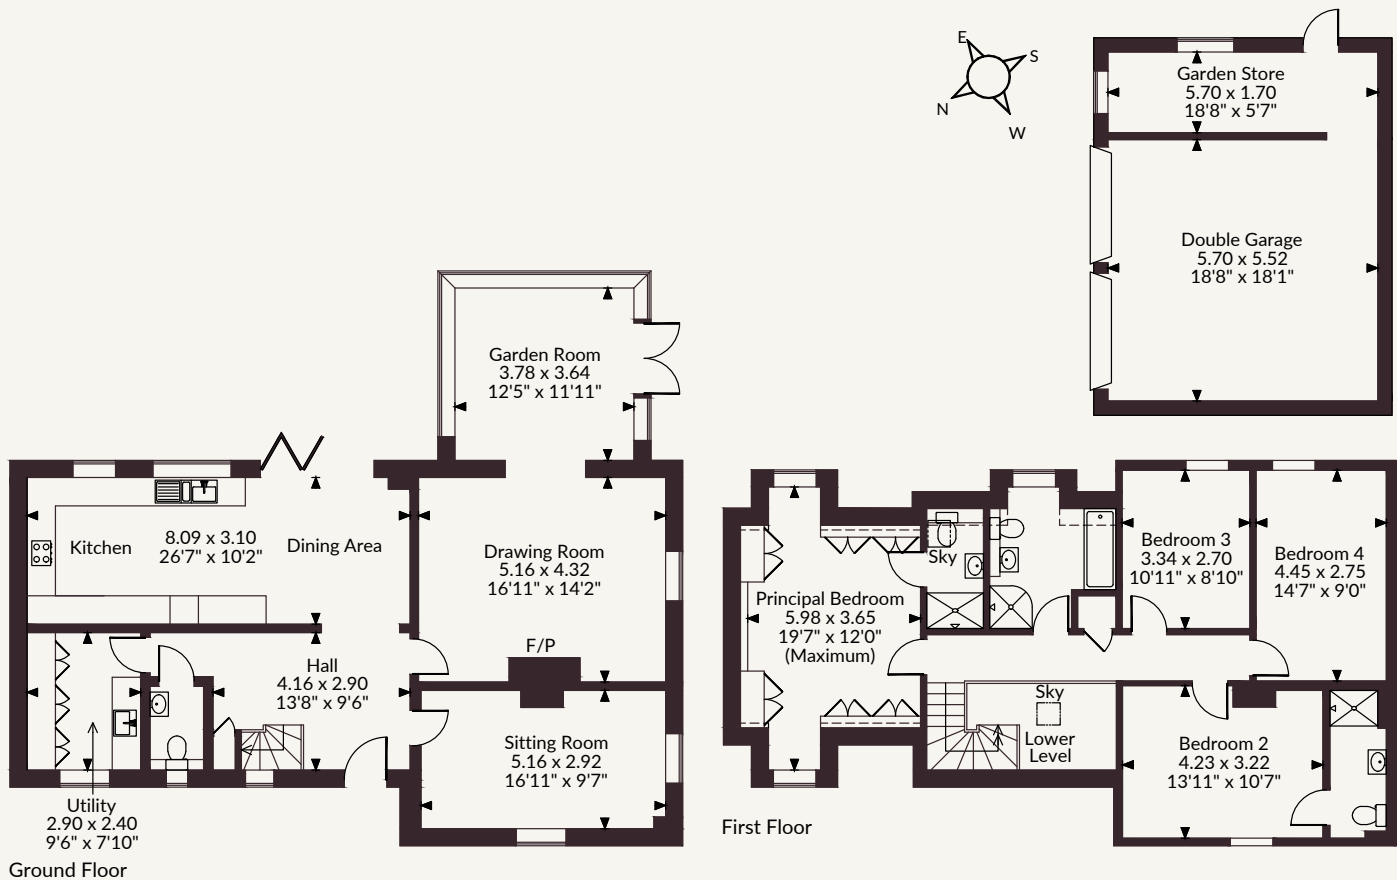 E
S
N
W
Garden Store
5.70 x 1.70
18'8" x 5'7"
Double Garage
5.70 x 5.52
18'8" x 18'1"
Garden Room
3.78 x 3.64
12'5" x 11'11"
Kitchen
8.09 x 3.10
26'7" x 10'2"
Dining Area
Drawing Room
5.16 x 4.32
16'11" x 14'2"
F/P
Hall
4.16 x 2.90
13'8" x 9'6"
Sitting Room
5.16 x 2.92
16'11" x 9'7"
Utility
2.90 x 2.40
9'6" x 7'10"
Ground Floor
Principal Bedroom
5.98 x 3.65
19'7" x 12'0"
(Maximum)
Sky
Bedroom 3
3.34 x 2.70
10'11" x 8'10"
Bedroom 4
4.45 x 2.75
14'7" x 9'0"
Sky
Lower
Level
Bedroom 2
4.23 x 3.22
13'11" x 10'7"
First Floor